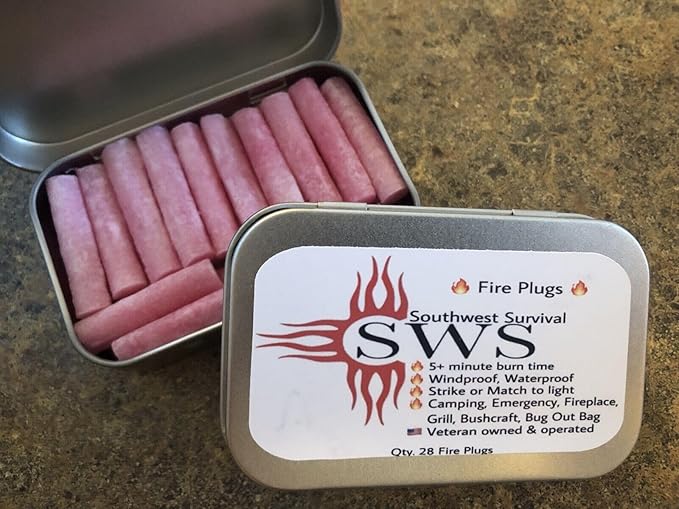 🔥 Fire Plugs 🔥
Southwest Survival
SWS
🔥 5+ minute burn time
🔥 Windproof, Waterproof
🔥 Strike or Match to light
🔥 Camping, Emergency, Fireplace,
Grill, Bushcraft, Bug Out Bag
🇺🇸 Veteran owned & operated
Qty. 28 Fire Plugs